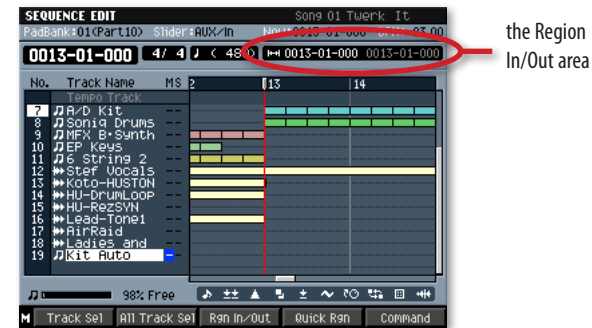 SEQUENCE EDIT Song 01 Twerk It
PadBank:01(Part10) Slider:AUX/In
0013-01-000 4/ 4 ♩ ( 480) 0013-01-000 0013-01-000
the Region
In/Out area
No. Track Name MS 2 13 14
Tempo Track
7 A/D Kit --
8 Soniq Drums --
9 MFX B•Synth --
10 EP Keys --
11 6 String 2 --
12 Stef Vocals --
13 Koto-HUSTON --
14 HU-DrumLoop --
15 HU-RezSYN --
16 Lead-Tone1 --
17 AirRaid --
18 Ladies and --
19 Kit Auto --
98% Free
M Track Sel All Track Sel Rgn In/Out Quick Rgn Command